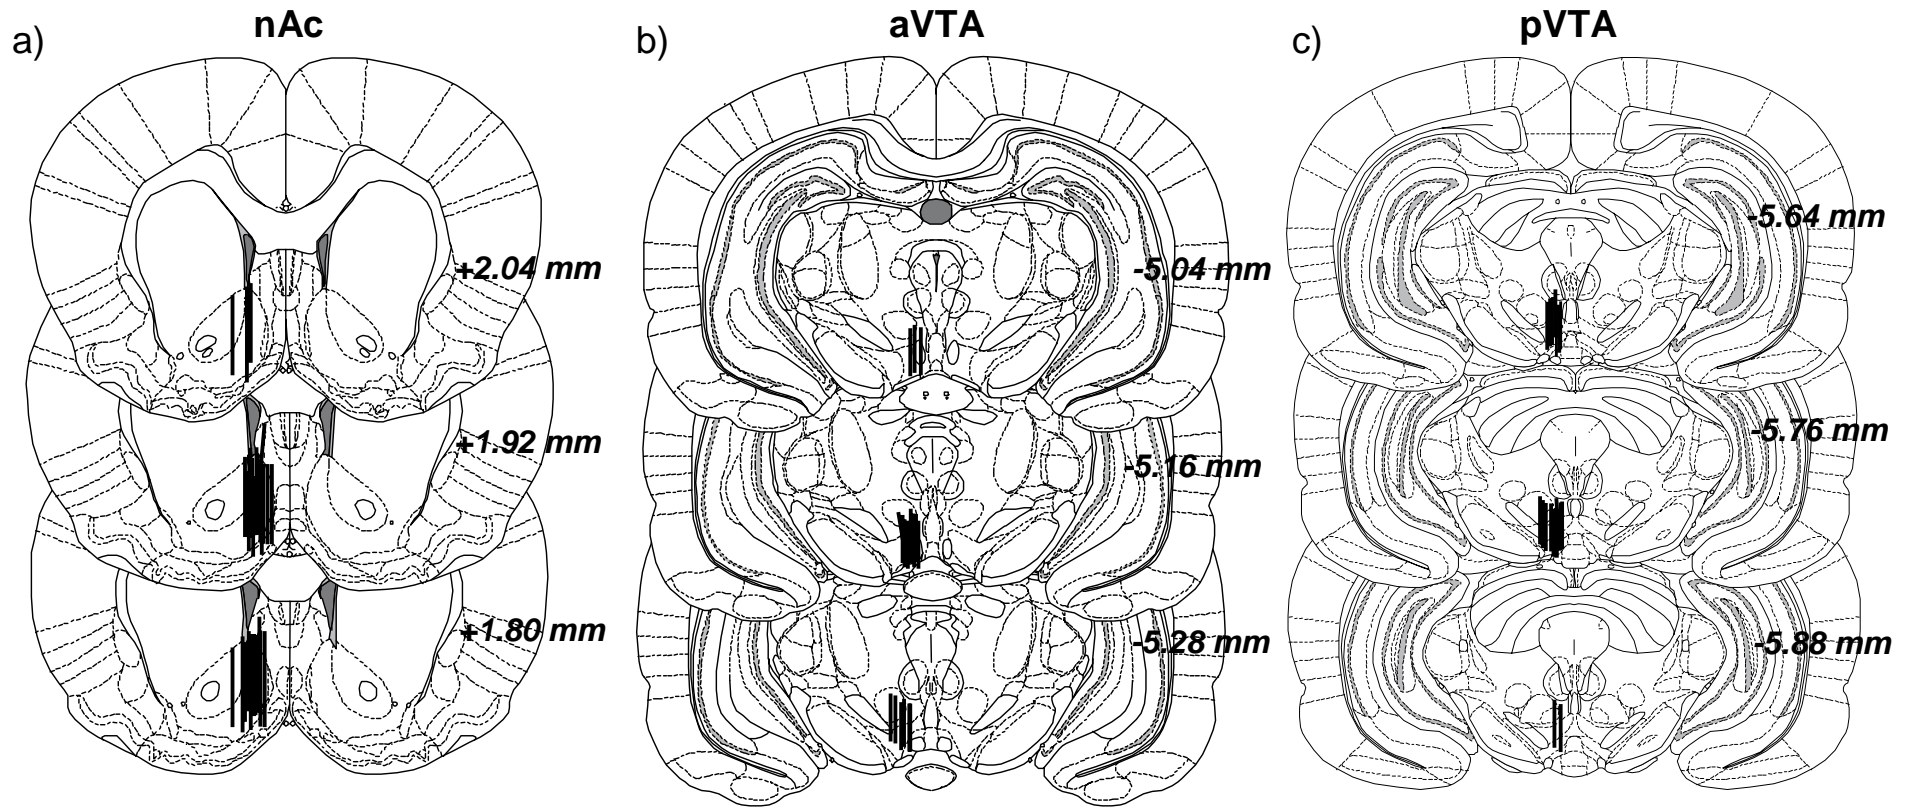 a)
nAc
+2.04 mm
+1.92 mm
+1.80 mm
b)
aVTA
-5.04 mm
-5.16 mm
-5.28 mm
c)
pVTA
-5.64 mm
-5.76 mm
-5.88 mm